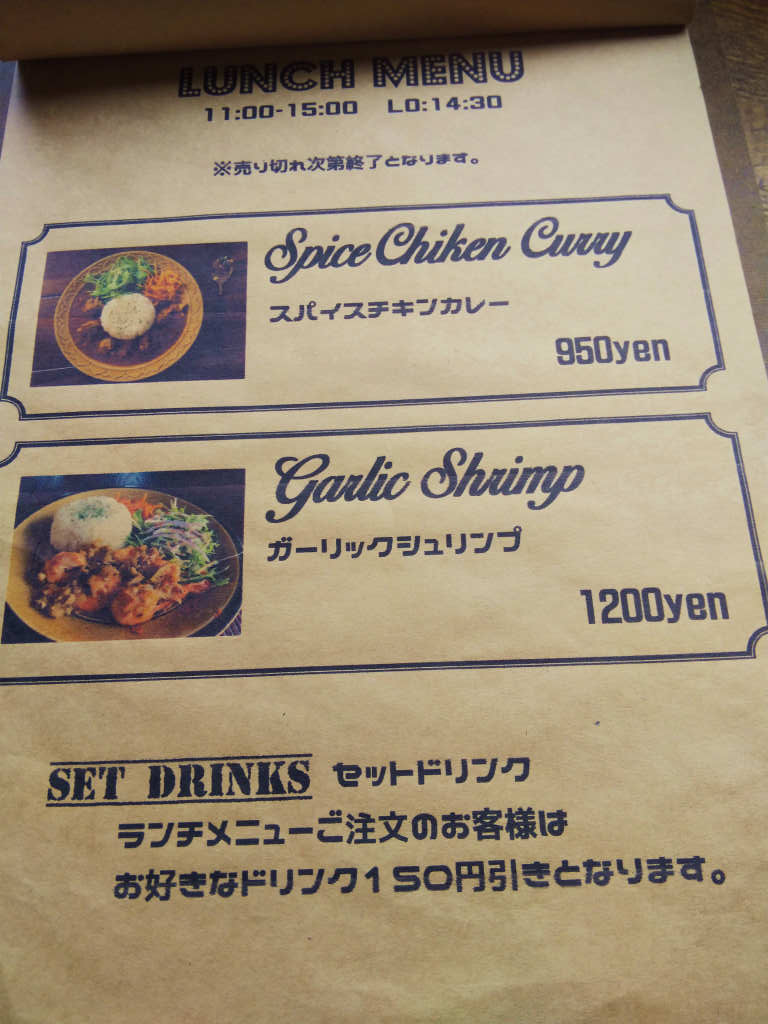 LUNCH MENU
11:00-15:00 LO:14:30
※売り切れ次第終了となります。
Spice Chiken Curry
スパイスチキンカレー
950yen
Garlic Shrimp
ガーリックシュリンプ
1200yen
SET DRINKS セットドリンク
ランチメニューご注文のお客様は
お好きなドリンク150円引きとなります。